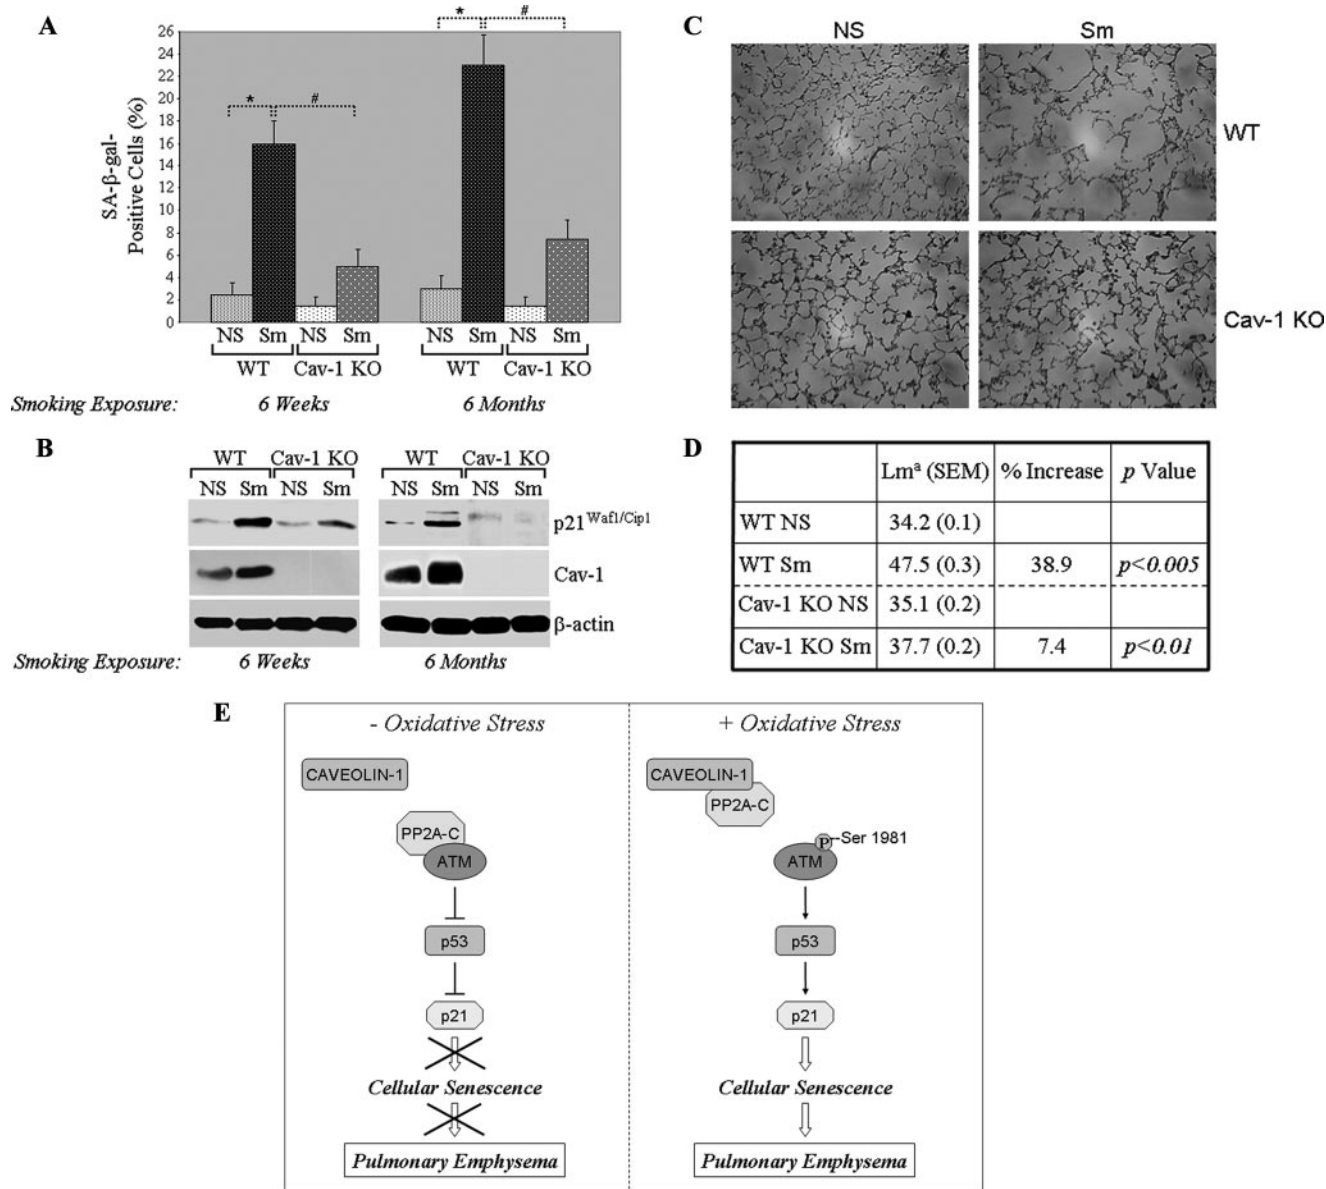 A
26
24
22
20
18
16
14
12
10
8
6
4
2
0
SA-β-gal-
Positive Cells (%)
* #
* #
NS Sm NS Sm NS Sm NS Sm
WT Cav-1 KO WT Cav-1 KO
Smoking Exposure: 6 Weeks 6 Months
B
WT Cav-1 KO WT Cav-1 KO
NS Sm NS Sm NS Sm NS Sm
p21Waf1/Cip1
Cav-1
β-actin
Smoking Exposure: 6 Weeks 6 Months
C
NS Sm
WT
Cav-1 KO
D
Lmª (SEM) % Increase p Value
WT NS 34.2 (0.1)
WT Sm 47.5 (0.3) 38.9 p<0.005
Cav-1 KO NS 35.1 (0.2)
Cav-1 KO Sm 37.7 (0.2) 7.4 p<0.01
E
- Oxidative Stress
CAVEOLIN-1
PP2A-C
ATM
p53
p21
Cellular Senescence
Pulmonary Emphysema
+ Oxidative Stress
CAVEOLIN-1
PP2A-C
P--Ser 1981
ATM
p53
p21
Cellular Senescence
Pulmonary Emphysema